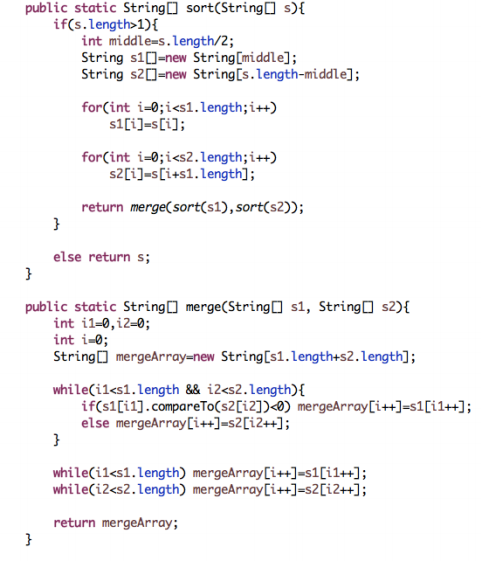 public static String[] sort(String[] s){
    if(s.length>1){
        int middle=s.length/2;
        String s1[]=new String[middle];
        String s2[]=new String[s.length-middle];

        for(int i=0;i<s1.length;i++)
            s1[i]=s[i];

        for(int i=0;i<s2.length;i++)
            s2[i]=s[i+s1.length];

        return merge(sort(s1),sort(s2));
    }

    else return s;
}

public static String[] merge(String[] s1, String[] s2){
    int i1=0,i2=0;
    int i=0;
    String[] mergeArray=new String[s1.length+s2.length];

    while(i1<s1.length && i2<s2.length){
        if(s1[i1].compareTo(s2[i2])<0) mergeArray[i++]=s1[i1++];
        else mergeArray[i++]=s2[i2++];
    }

    while(i1<s1.length) mergeArray[i++]=s1[i1++];
    while(i2<s2.length) mergeArray[i++]=s2[i2++];

    return mergeArray;
}